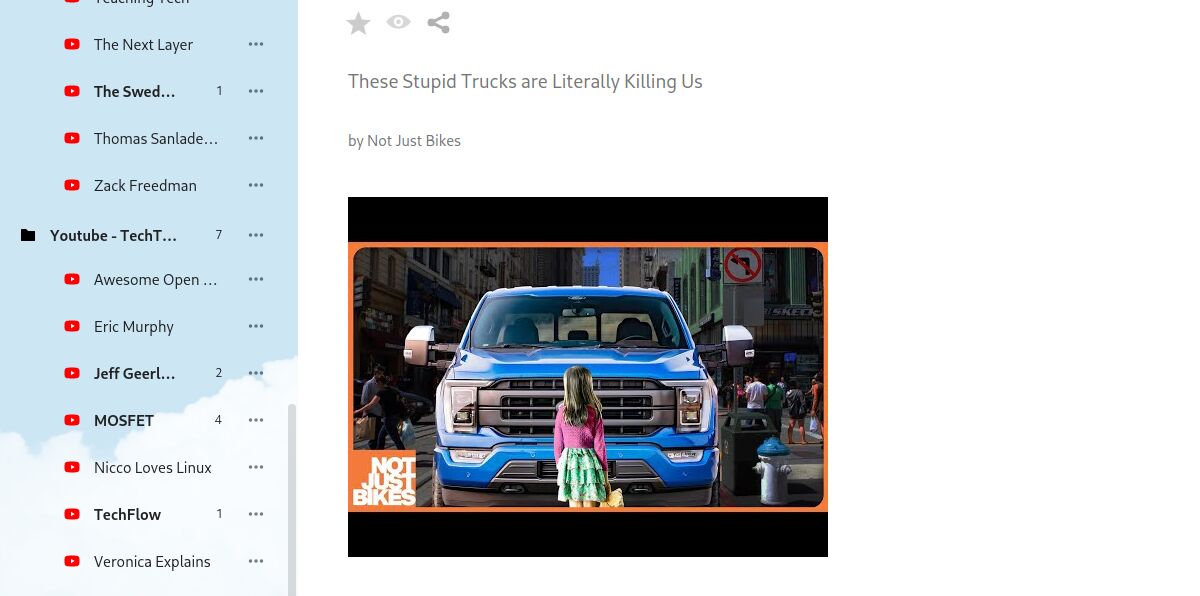 Teaching Tech
The Next Layer
The Swed... 1
Thomas Sanlade...
Zack Freedman
Youtube - TechT... 7
Awesome Open ...
Eric Murphy
Jeff Geerl... 2
MOSFET 4
Nicco Loves Linux
TechFlow 1
Veronica Explains
These Stupid Trucks are Literally Killing Us
by Not Just Bikes
SKECH
NOT
JUST
BIKES